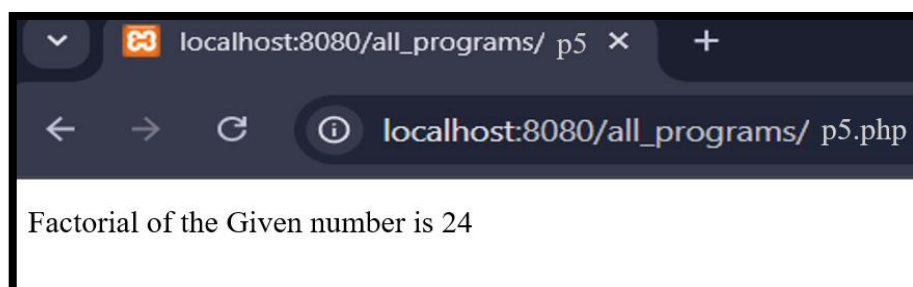 localhost:8080/all_programs/ p5
localhost:8080/all_programs/ p5.php
Factorial of the Given number is 24